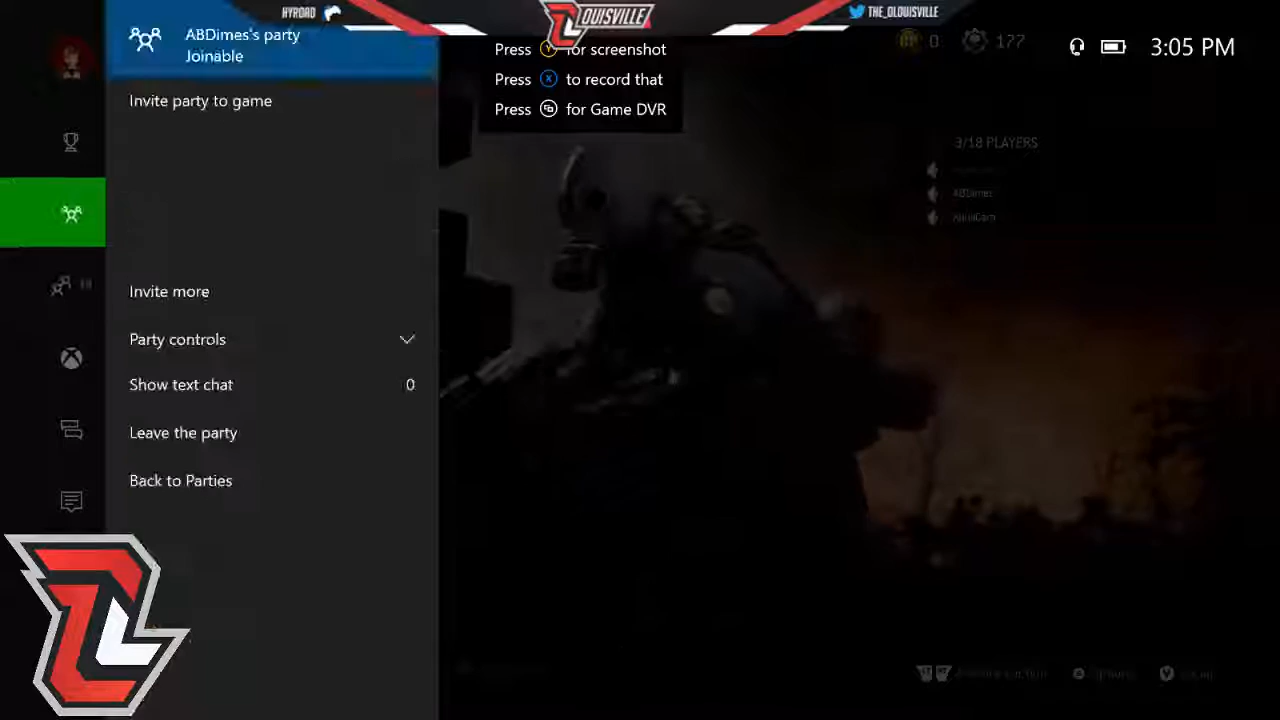 HYROAD
LOUISVILLE
THE_OLOUISVILLE
ABDimes's party
Joinable
Press Y for screenshot
Press X to record that
Press for Game DVR
0
177
3:05 PM
Invite party to game
3/18 PLAYERS
ABDimes
Invite more
Party controls
Show text chat 0
Leave the party
Back to Parties